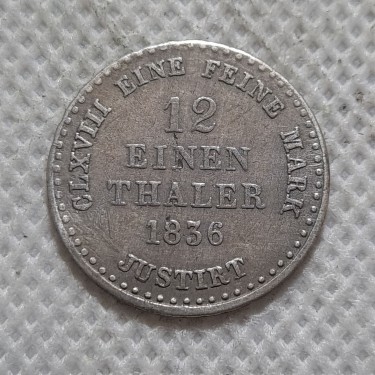 CLXVIII EINE FEINE MARK
12
EINEN
THALER
1836
JUSTIRT